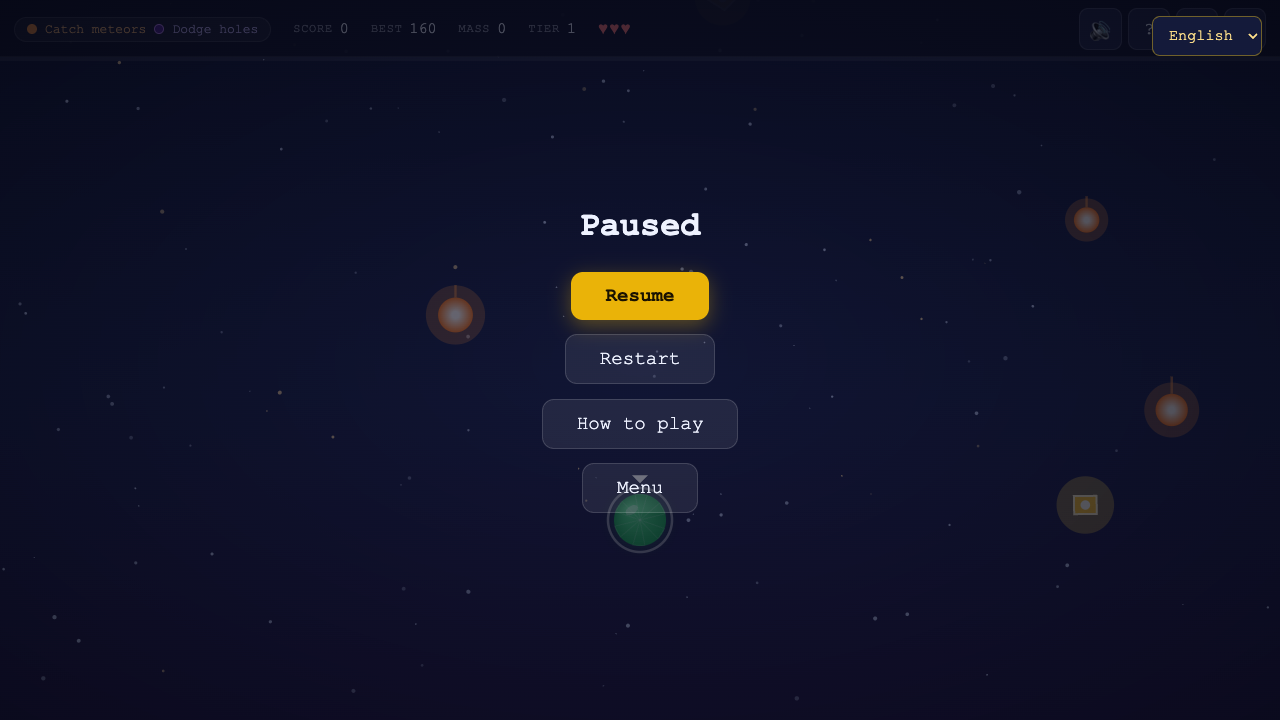 Catch meteors Dodge holes SCORE 0 BEST 160 MASS 0 TIER 1 ?
English
Paused
Resume
Restart
How to play
Menu